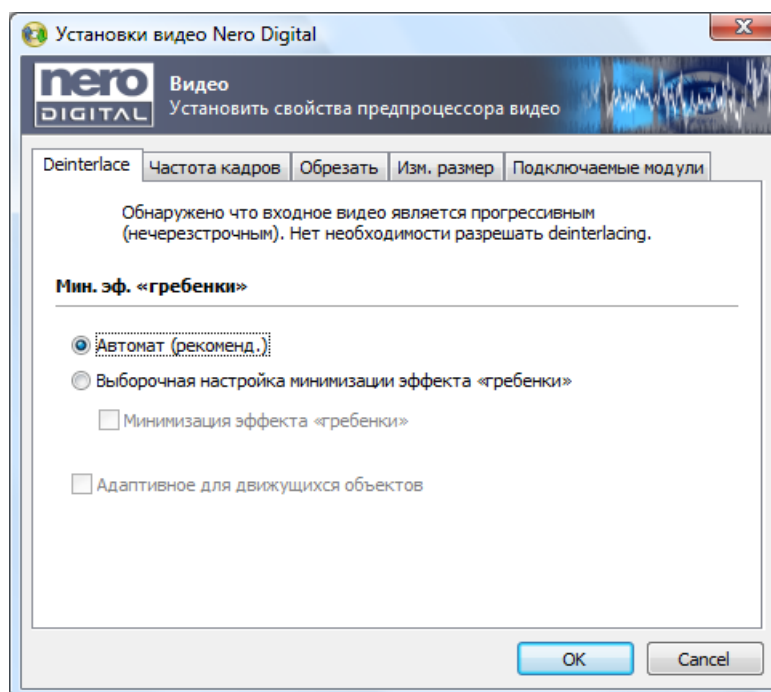 Установки видео Nero Digital
nero
DIGITAL
Видео
Установить свойства предпроцессора видео
Deinterlace Частота кадров Обрезать Изм. размер Подключаемые модули
Обнаружено что входное видео является прогрессивным
(нечерезстрочным). Нет необходимости разрешать deinterlacing.
Мин. эф. «гребенки»
Автомат (рекоменд.)
Выборочная настройка минимизации эффекта «гребенки»
Минимизация эффекта «гребенки»
Адаптивное для движущихся объектов
OK Cancel